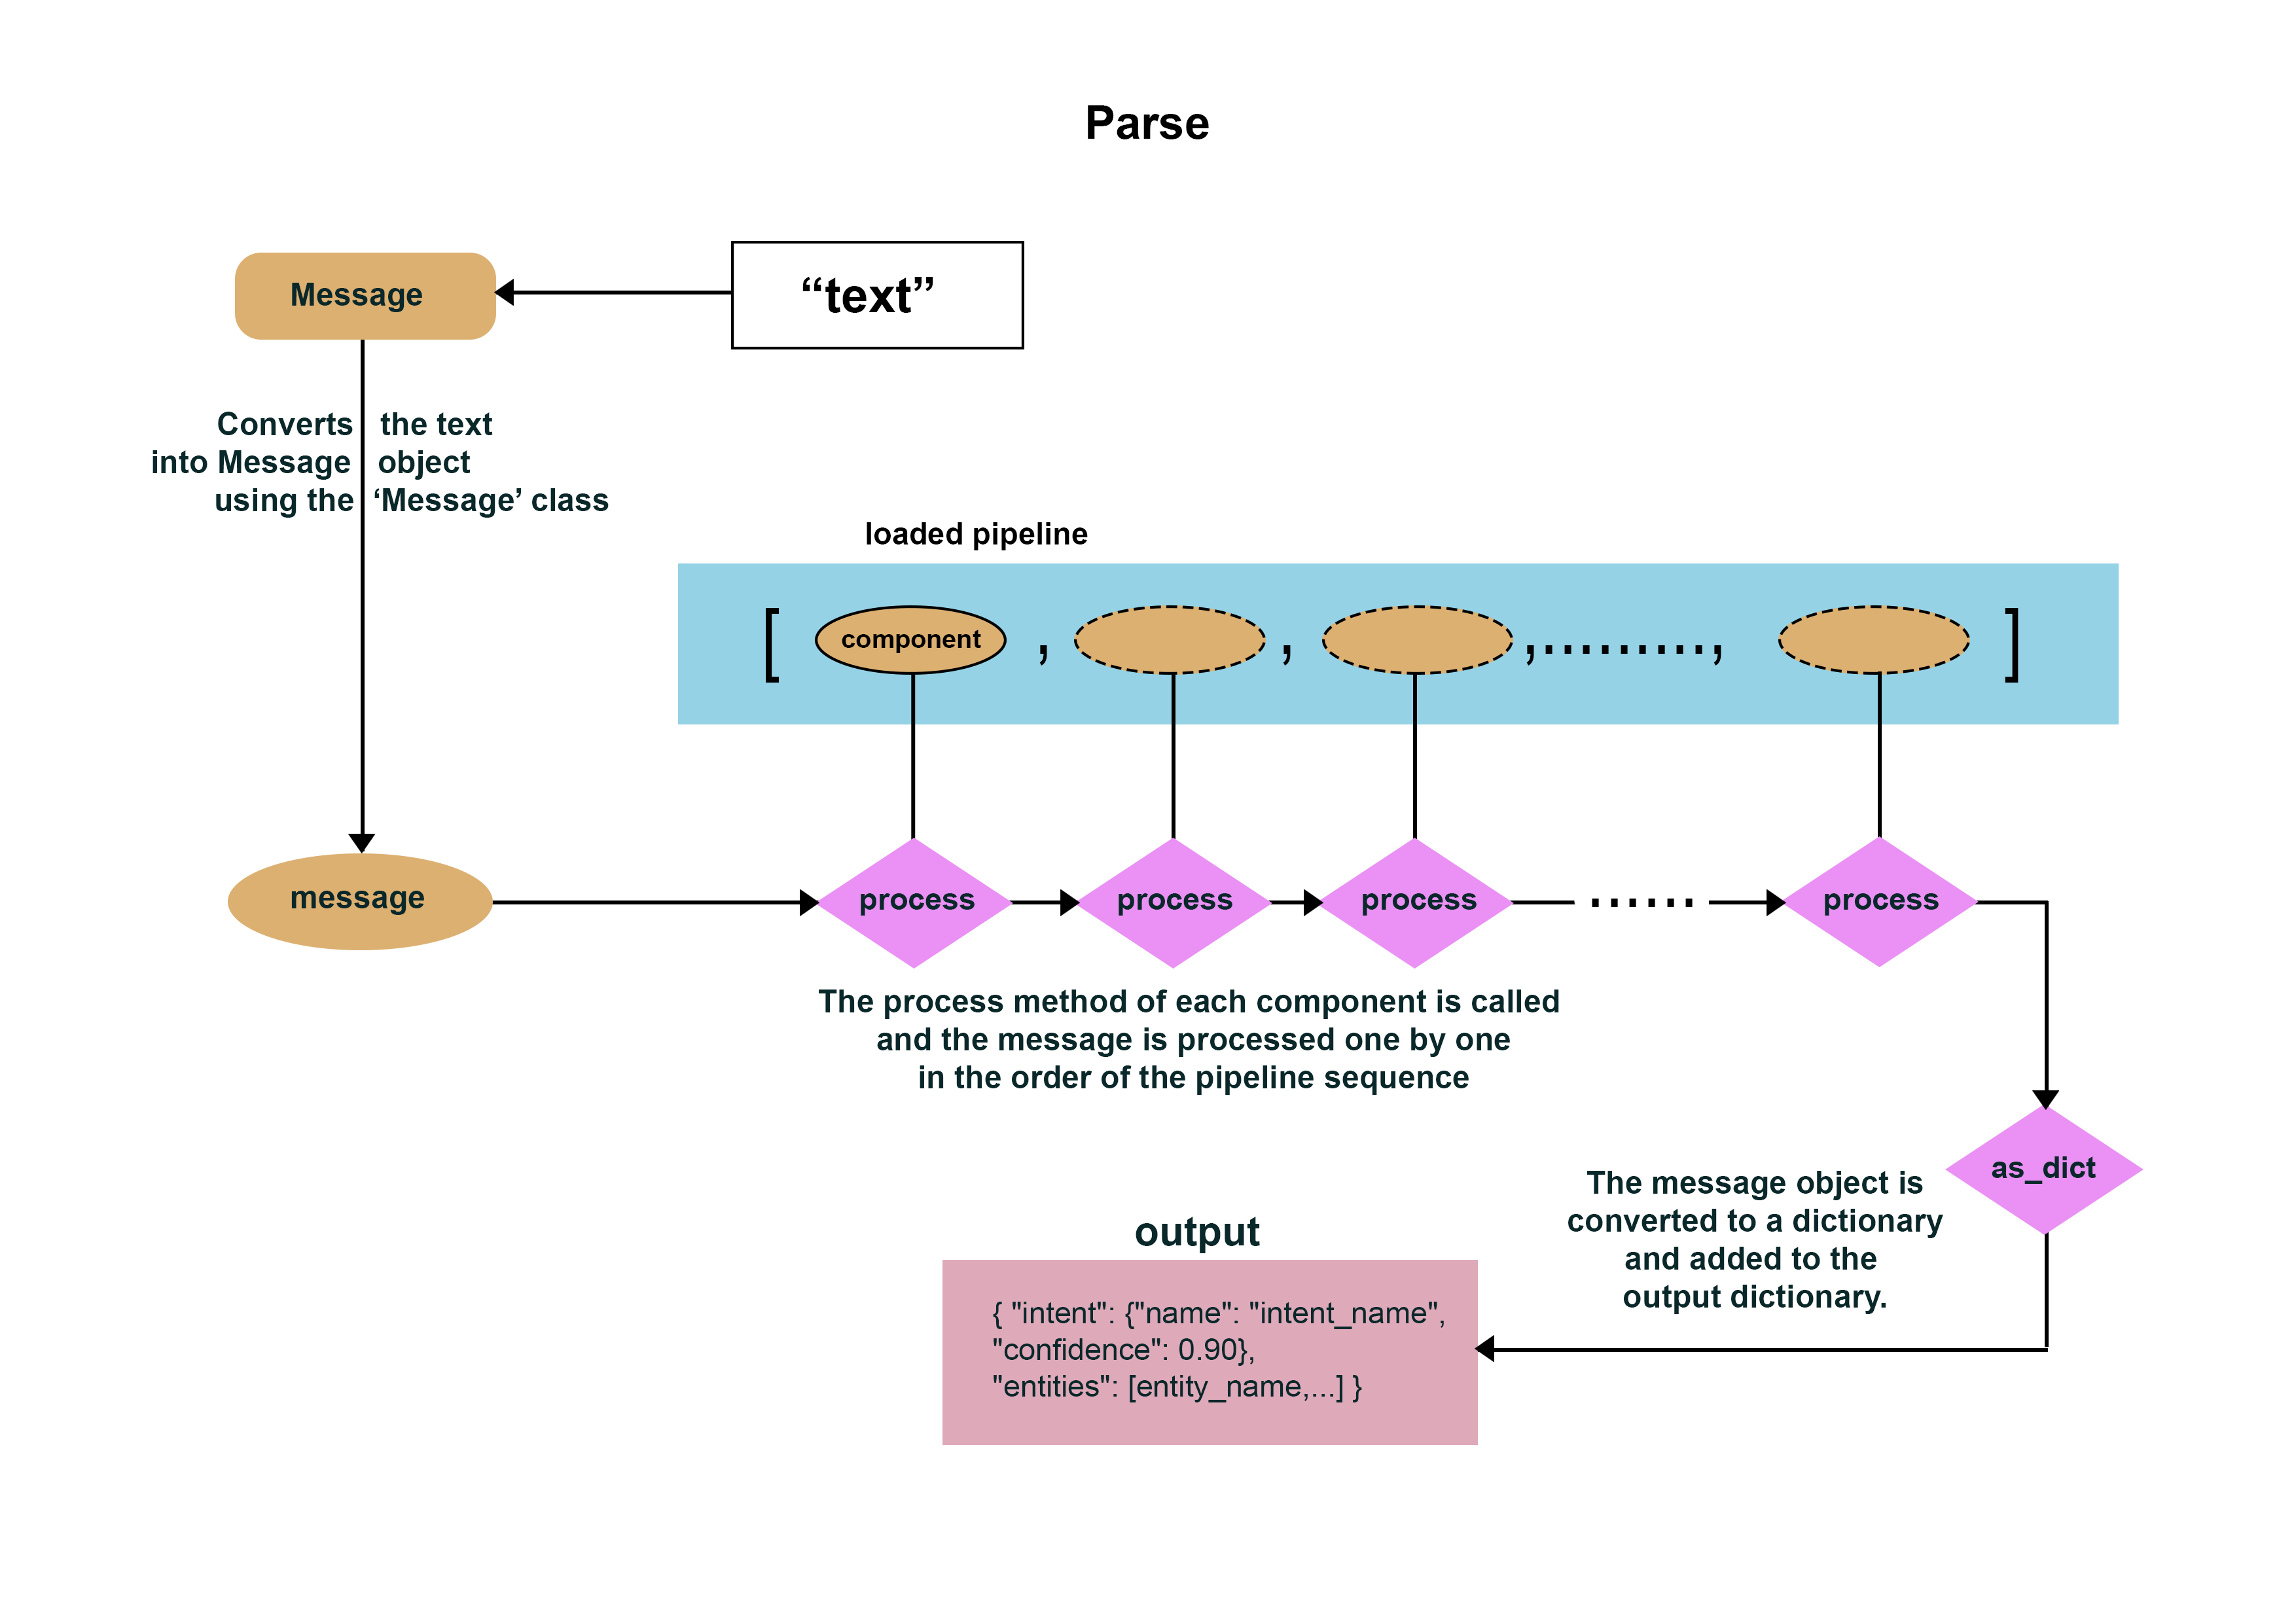 Parse
Message
“text”
Converts the text
into Message object
using the ‘Message’ class
loaded pipeline
[ component , , ,........., ]
message
process process process ...... process
The process method of each component is called
and the message is processed one by one
in the order of the pipeline sequence
as_dict
The message object is
converted to a dictionary
and added to the
output dictionary.
output
{ "intent": {"name": "intent_name",
"confidence": 0.90},
"entities": [entity_name,...] }